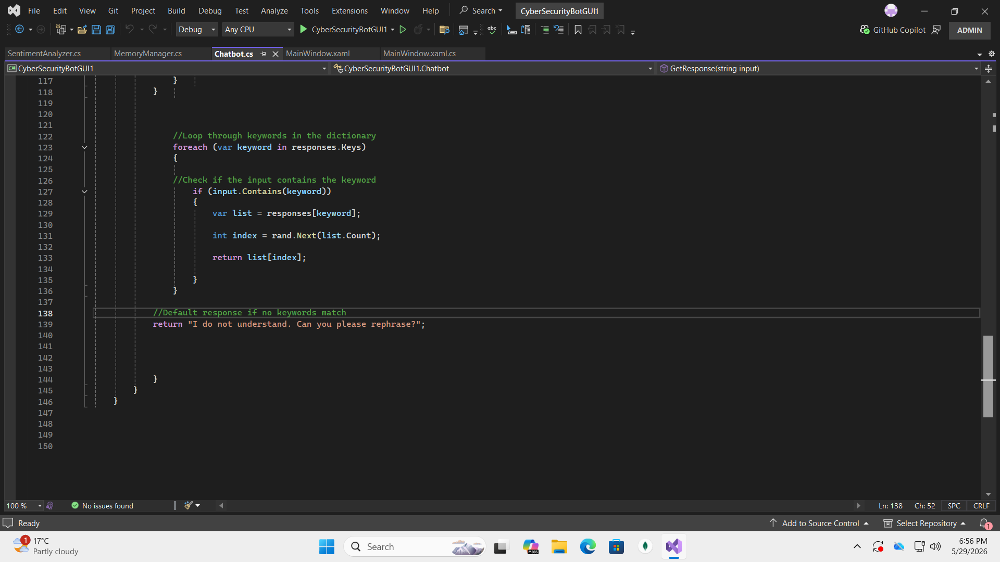 File Edit View Git Project Build Debug Test Analyze Tools Extensions Window Help Search CyberSecurityBotGUI1
Debug Any CPU CyberSecurityBotGUI1 abc GitHub Copilot ADMIN
SentimentAnalyzer.cs MemoryManager.cs Chatbot.cs MainWindow.xaml MainWindow.xaml.cs
C# CyberSecurityBotGUI1 CyberSecurityBotGUI1.Chatbot GetResponse(string input)
117 }
118 }
119
120
121
122 //Loop through keywords in the dictionary
123 foreach (var keyword in responses.Keys)
124 {
125
126 //Check if the input contains the keyword
127 if (input.Contains(keyword))
128 {
129 var list = responses[keyword];
130
131 int index = rand.Next(list.Count);
132
133 return list[index];
134
135 }
136 }
137
138 //Default response if no keywords match
139 return "I do not understand. Can you please rephrase?";
140
141
142
143
144 }
145 }
146 }
147
148
149
150
100 % No issues found Ln: 138 Ch: 52 SPC CRLF
Ready Add to Source Control Select Repository 1
1 17°C
Partly cloudy
Search
M365
6:56 PM
5/29/2026